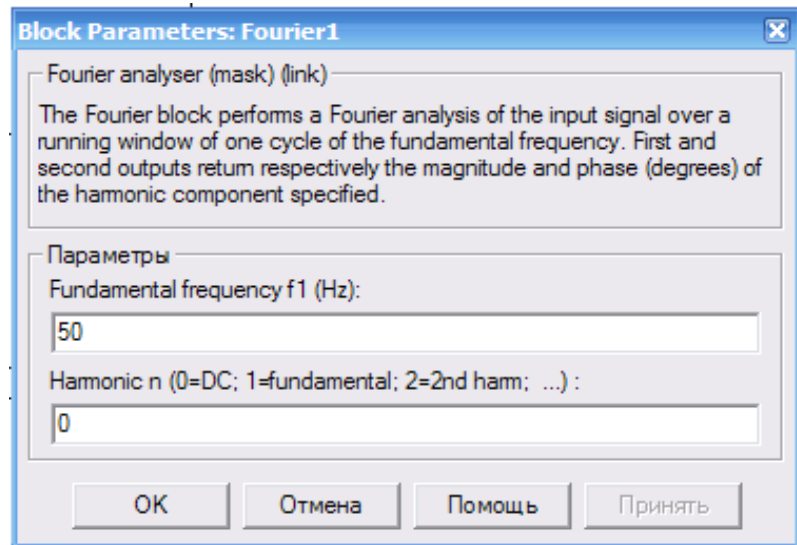 Block Parameters: Fourier1
Fourier analyser (mask) (link)
The Fourier block performs a Fourier analysis of the input signal over a
running window of one cycle of the fundamental frequency. First and
second outputs return respectively the magnitude and phase (degrees) of
the harmonic component specified.
Параметры
Fundamental frequency f1 (Hz):
50
Harmonic n (0=DC; 1=fundamental; 2=2nd harm; ...) :
0
OK Отмена Помощь Принять